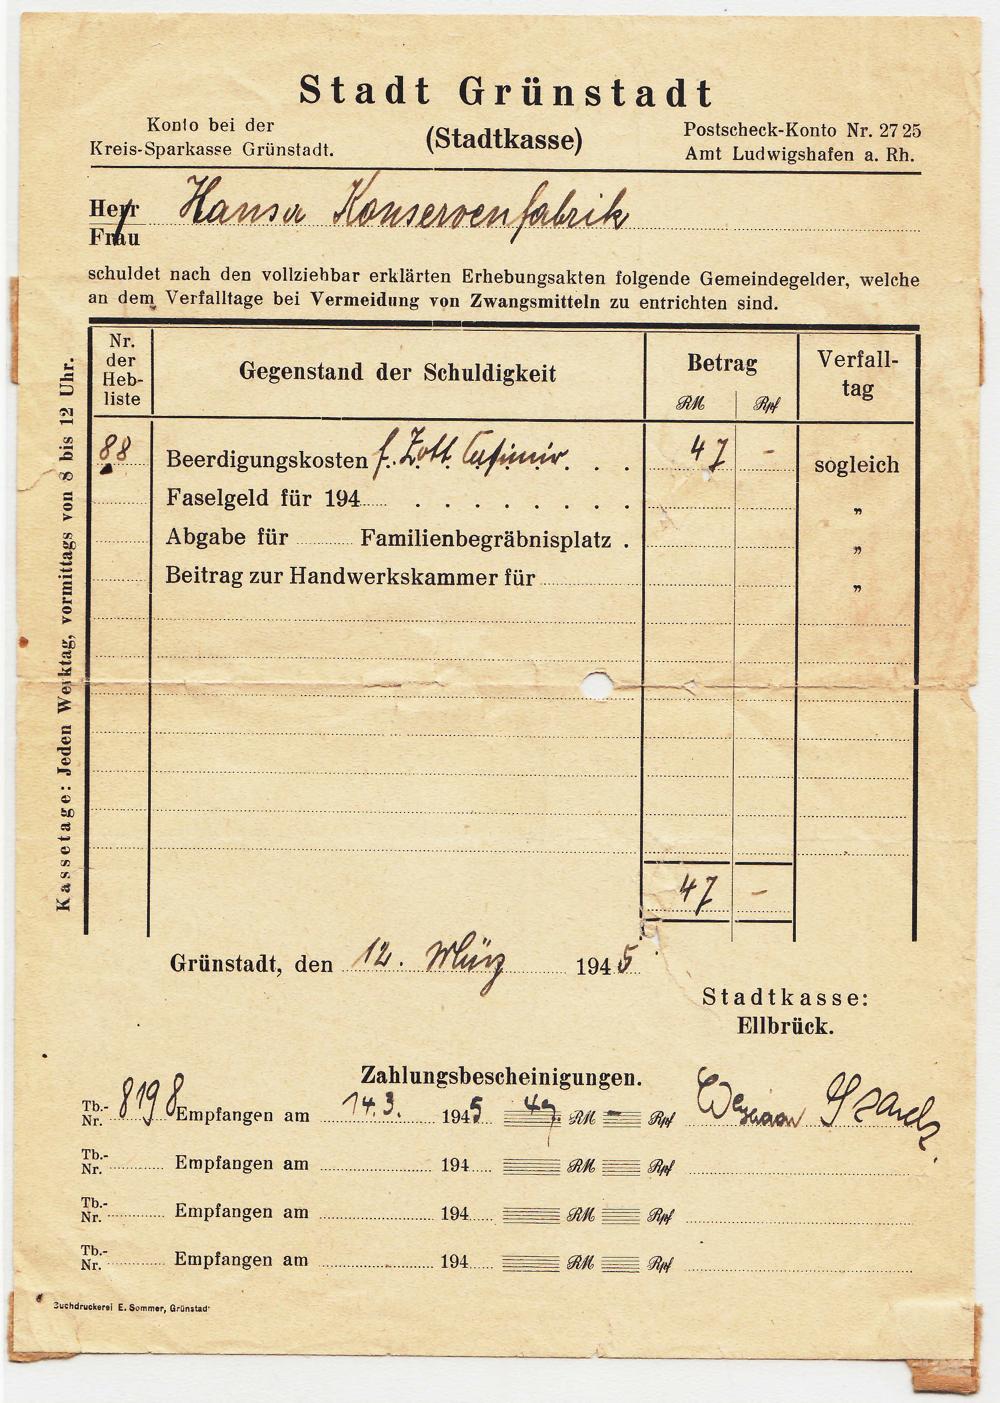 Stadt Grünstadt
(Stadtkasse)
Konto bei der
Kreis-Sparkasse Grünstadt.
Postscheck-Konto Nr. 27 25
Amt Ludwigshafen a. Rh.
Herr Hansa Konservenfabrik
Frau
schuldet nach den vollziehbar erklärten Erhebungsakten folgende Gemeindegelder, welche
an dem Verfalltage bei Vermeidung von Zwangsmitteln zu entrichten sind.
Kassetage: Jeden Werktag, vormittags von 8 bis 12 Uhr.
Nr.
der
Heb-
liste
Gegenstand der Schuldigkeit
Betrag
RM Rpf
Verfall-
tag
88 Beerdigungskosten f. Zott Casimir. . . 47 - sogleich
Faselgeld für 194 . . . . . . . . „
Abgabe für Familienbegräbnisplatz . „
Beitrag zur Handwerkskammer für „
47 -
Grünstadt, den 12. März 1945
Stadtkasse:
Ellbrück.
Zahlungsbescheinigungen.
Tb.-Nr. 8198 Empfangen am 14.3. 1945 47 RM - Rpf
Tb.-Nr. Empfangen am 194 RM Rpf
Tb.-Nr. Empfangen am 194 RM Rpf
Tb.-Nr. Empfangen am 194 RM Rpf
Buchdruckerei E. Sommer, Grünstadt